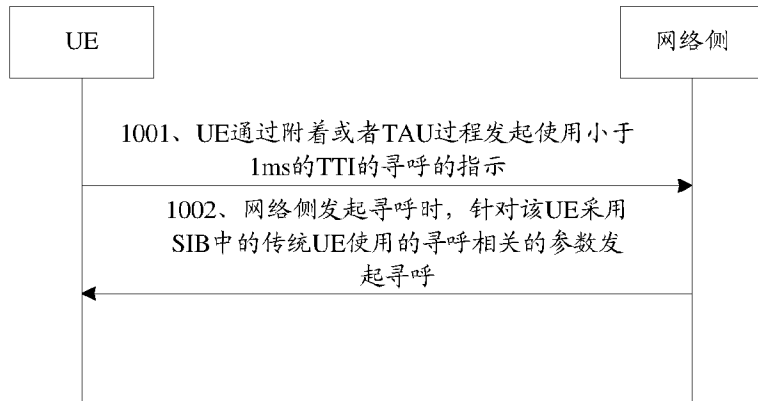 UE
网络侧
1001、UE通过附着或者TAU过程发起使用小于
1ms的TTI的寻呼的指示
1002、网络侧发起寻呼时，针对该UE采用
SIB中的传统UE使用的寻呼相关的参数发
起寻呼